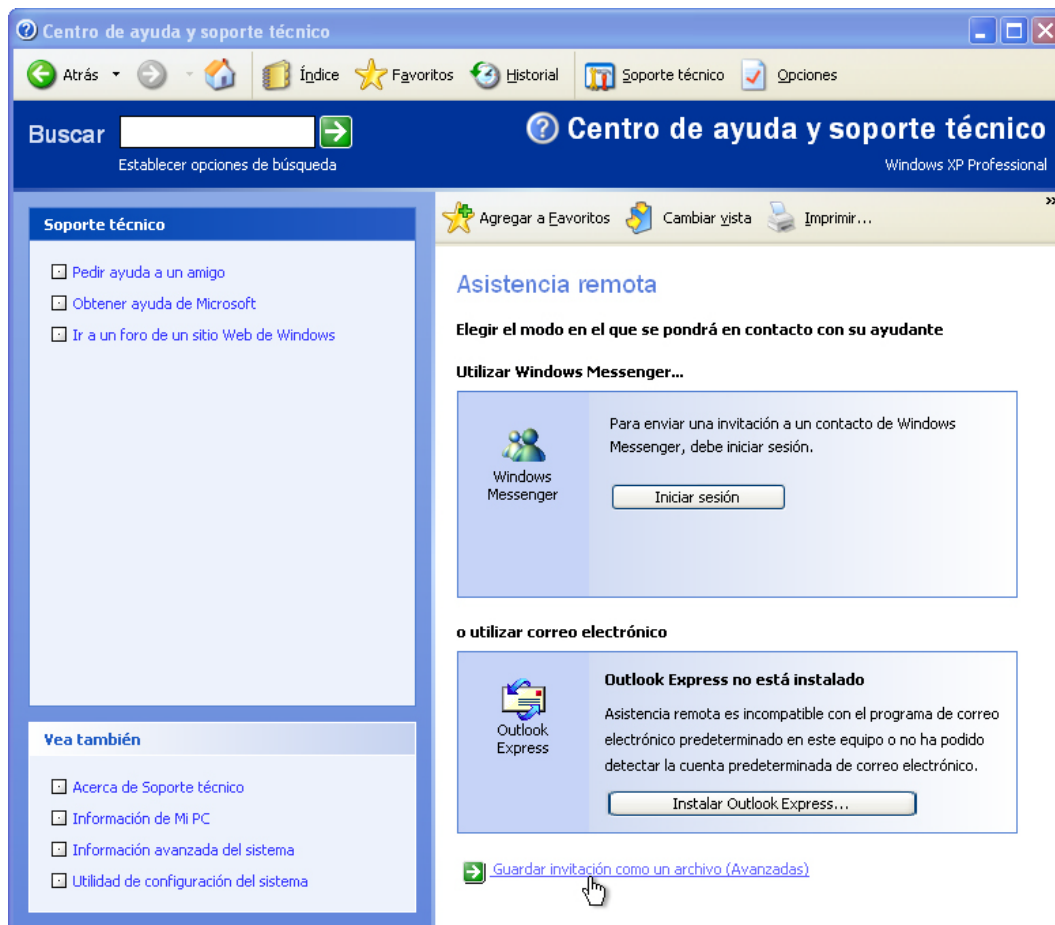 Centro de ayuda y soporte técnico
Atrás Índice Favoritos Historial Soporte técnico Opciones
Buscar
Establecer opciones de búsqueda
Centro de ayuda y soporte técnico
Windows XP Professional
Soporte técnico
Pedir ayuda a un amigo
Obtener ayuda de Microsoft
Ir a un foro de un sitio Web de Windows
Vea también
Acerca de Soporte técnico
Información de Mi PC
Información avanzada del sistema
Utilidad de configuración del sistema
Agregar a Favoritos Cambiar vista Imprimir... »
Asistencia remota
Elegir el modo en el que se pondrá en contacto con su ayudante
Utilizar Windows Messenger...
Windows
Messenger
Para enviar una invitación a un contacto de Windows
Messenger, debe iniciar sesión.
Iniciar sesión
o utilizar correo electrónico
Outlook
Express
Outlook Express no está instalado
Asistencia remota es incompatible con el programa de correo
electrónico predeterminado en este equipo o no ha podido
detectar la cuenta predeterminada de correo electrónico.
Instalar Outlook Express...
Guardar invitación como un archivo (Avanzadas)